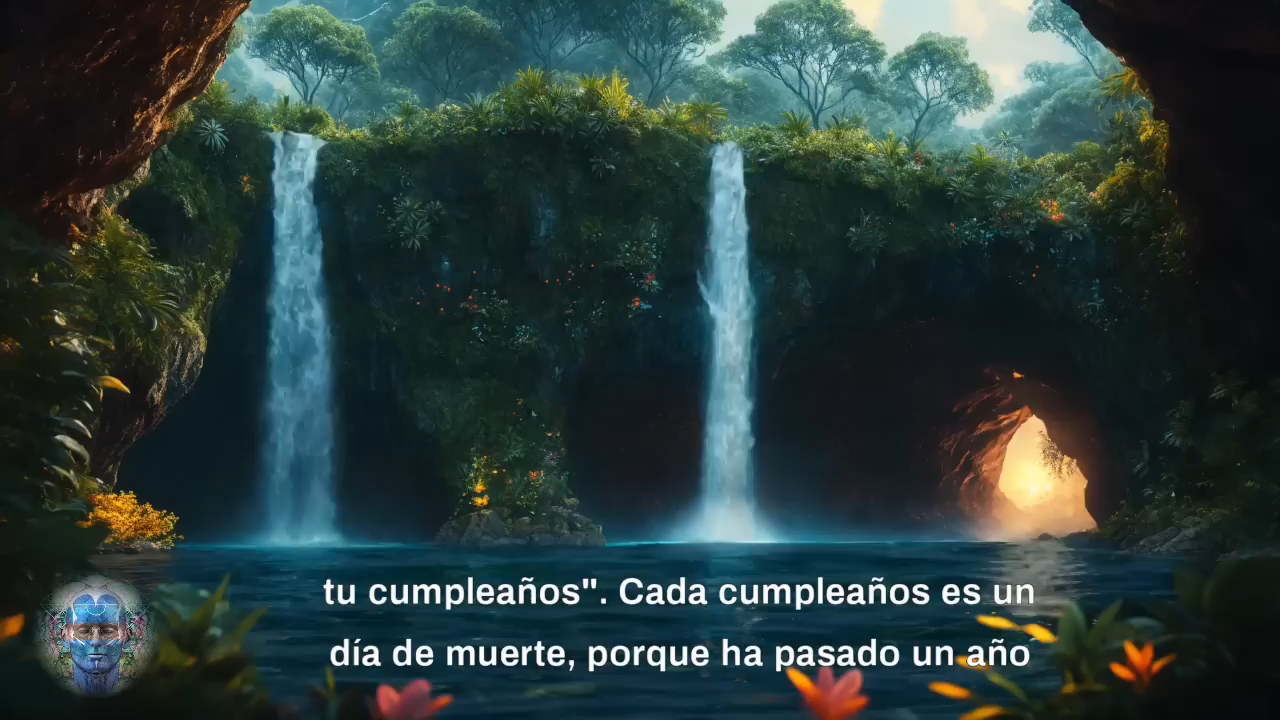 tu cumpleaños". Cada cumpleaños es un
día de muerte, porque ha pasado un año